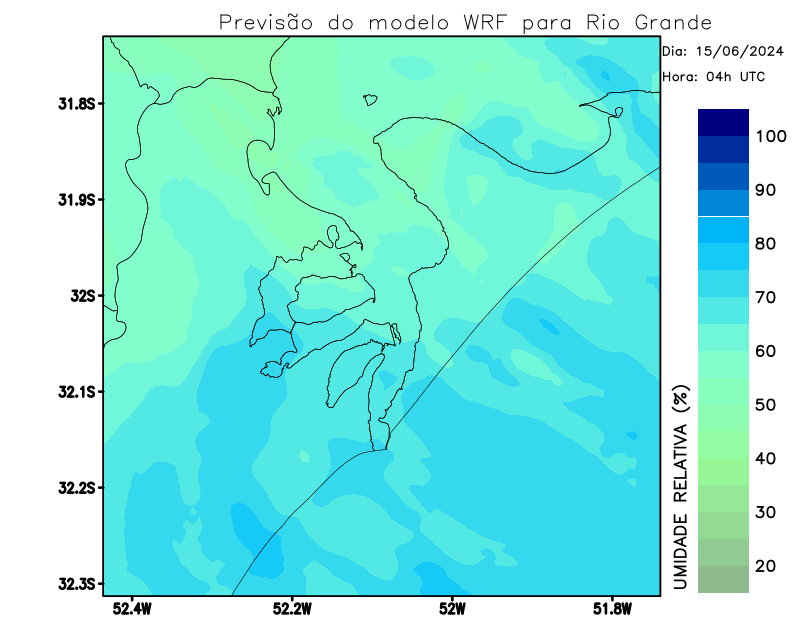 Previsão do modelo WRF para Rio Grande
Dia: 15/06/2024
Hora: 04h UTC
31.8S
31.9S
32S
32.1S
32.2S
32.3S
52.4W
52.2W
52W
51.8W
100
90
80
70
60
50
40
30
20
UMIDADE RELATIVA (%)